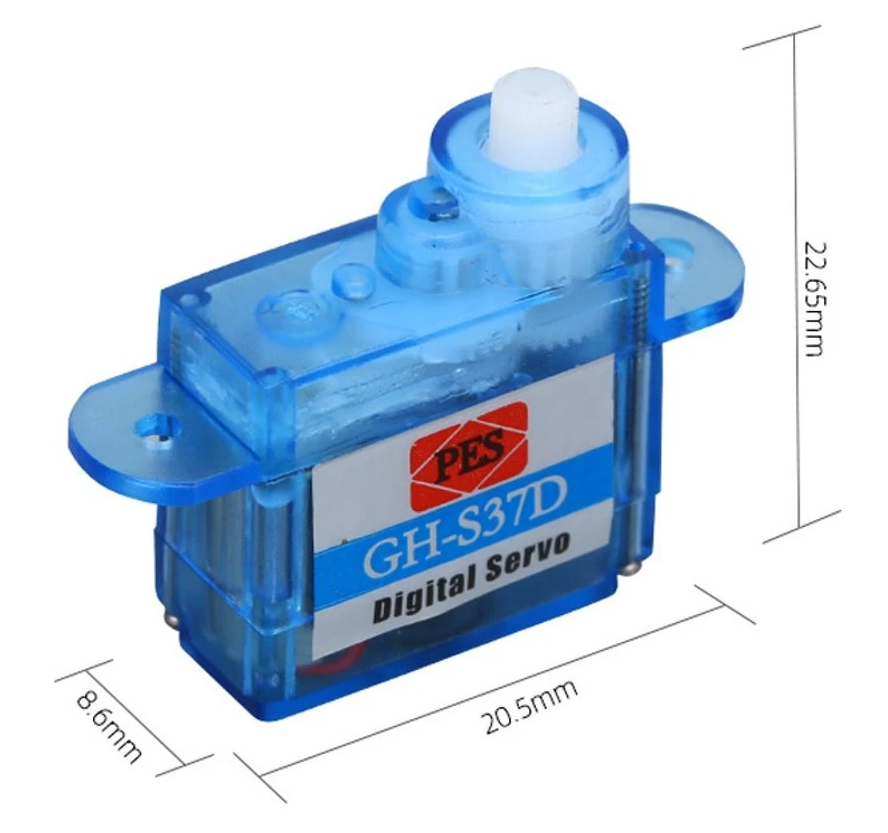 22.65mm
PES
GH-S37D
Digital Servo
8.6mm
20.5mm